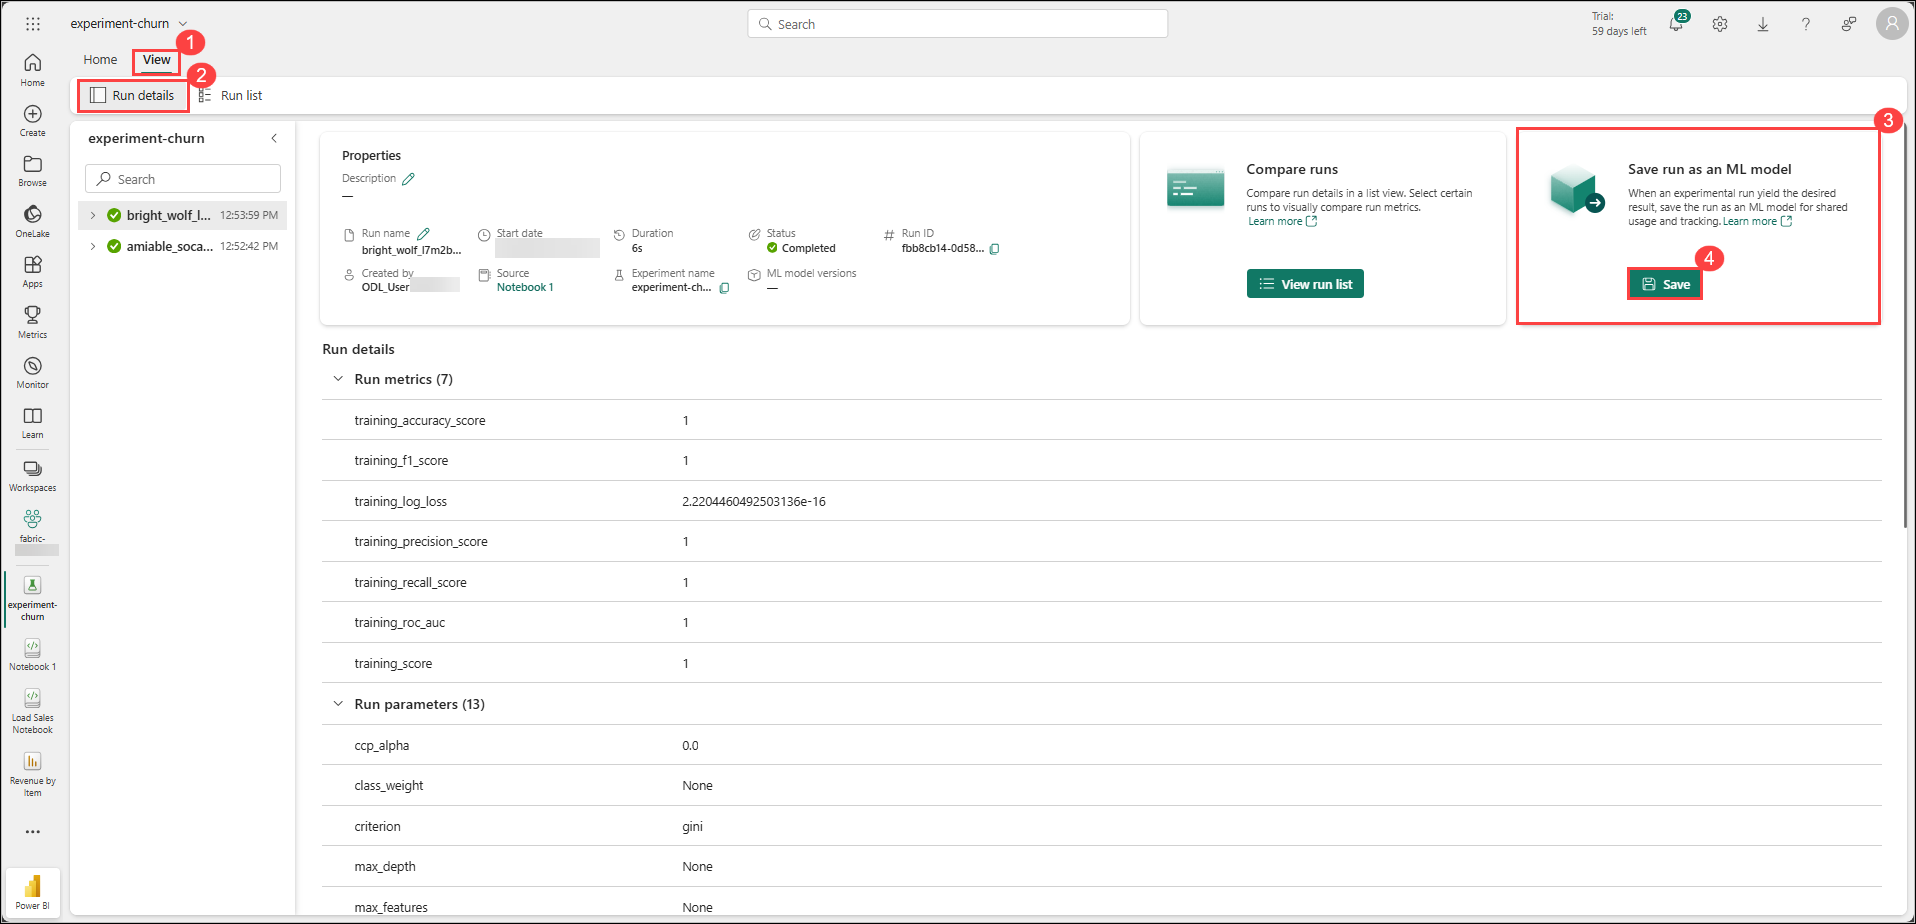 experiment-churn
Search
Trial:
59 days left
23
A
1
Home
View
2
Run details
Run list
Home
Create
Browse
OneLake
Apps
Metrics
Monitor
Learn
Workspaces
fabric-
experiment-
churn
Notebook 1
Load Sales
Notebook
Revenue by
Item
Power BI
experiment-churn
Search
bright_wolf_l... 12:53:59 PM
amiable_soca... 12:52:42 PM
Properties
Description
—
Run name
bright_wolf_l7m2b...
Start date
Duration
6s
Status
Completed
Run ID
fbb8cb14-0d58...
Created by
ODL_User
Source
Notebook 1
Experiment name
experiment-ch...
ML model versions
—
Compare runs
Compare run details in a list view. Select certain
runs to visually compare run metrics.
Learn more
View run list
3
Save run as an ML model
When an experimental run yield the desired
result, save the run as an ML model for shared
usage and tracking. Learn more
4
Save
Run details
Run metrics (7)
training_accuracy_score 1
training_f1_score 1
training_log_loss 2.2204460492503136e-16
training_precision_score 1
training_recall_score 1
training_roc_auc 1
training_score 1
Run parameters (13)
ccp_alpha 0.0
class_weight None
criterion gini
max_depth None
max_features None